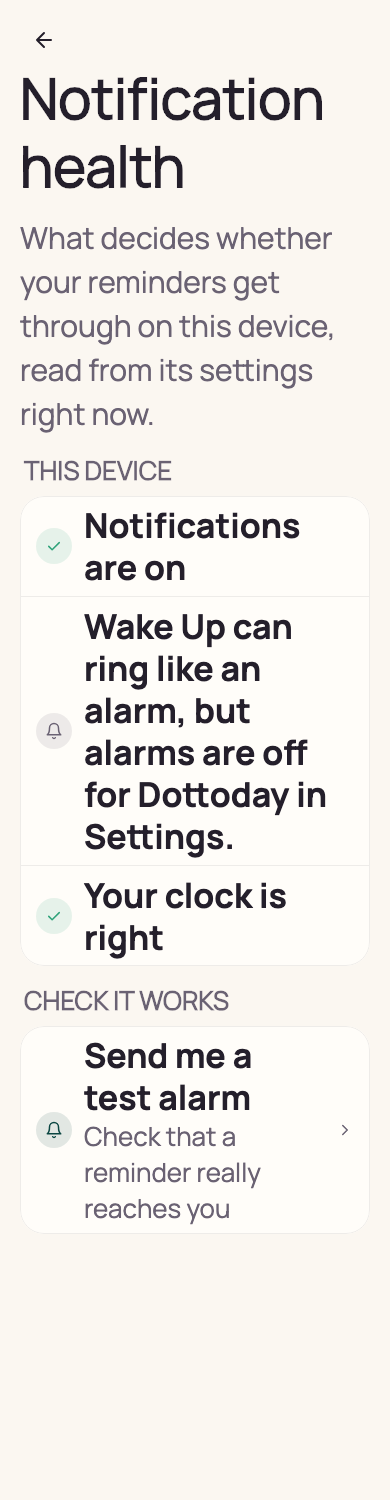 Notification
health
What decides whether
your reminders get
through on this device,
read from its settings
right now.
THIS DEVICE
Notifications
are on
Wake Up can
ring like an
alarm, but
alarms are off
for Dottoday in
Settings.
Your clock is
right
CHECK IT WORKS
Send me a
test alarm
Check that a
reminder really
reaches you